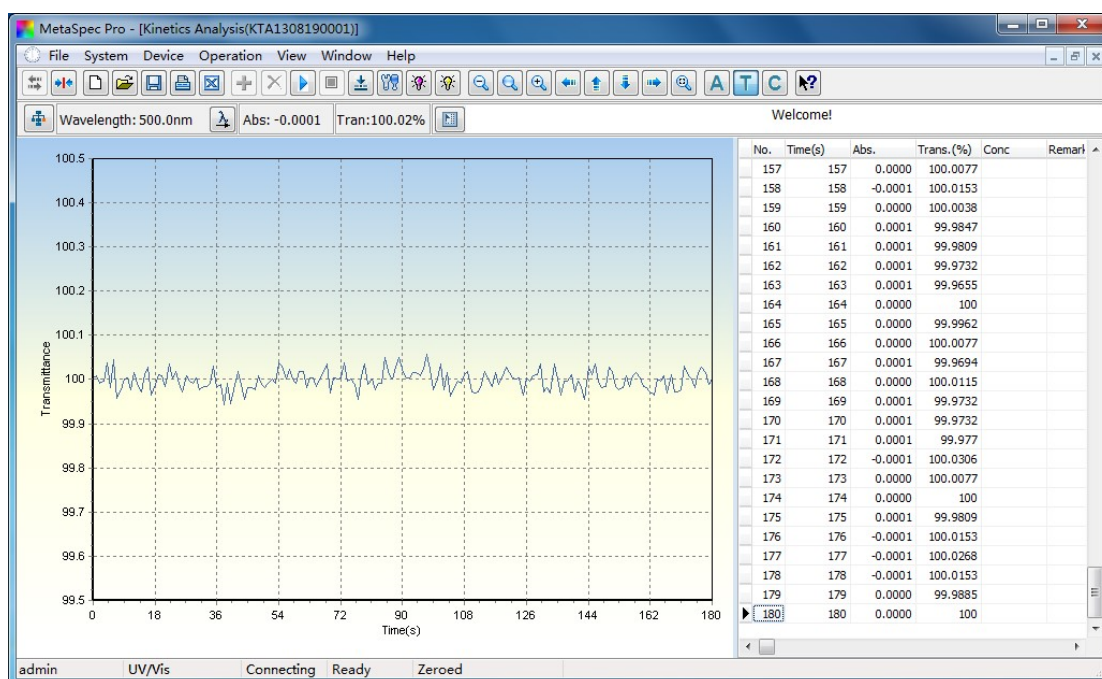 MetaSpec Pro - [Kinetics Analysis(KTA1308190001)]
File System Device Operation View Window Help
A T C
Wavelength: 500.0nm λ Abs: -0.0001 Tran:100.02% Welcome!
100.5
100.4
100.3
100.2
100.1
100
99.9
99.8
99.7
99.6
99.5
Transmittance
0 18 36 54 72 90 108 126 144 162 180
Time(s)
No. Time(s) Abs. Trans.(%) Conc Remark
157 157 0.0000 100.0077
158 158 -0.0001 100.0153
159 159 0.0000 100.0038
160 160 0.0001 99.9847
161 161 0.0001 99.9809
162 162 0.0001 99.9732
163 163 0.0001 99.9655
164 164 0.0000 100
165 165 0.0000 99.9962
166 166 0.0000 100.0077
167 167 0.0001 99.9694
168 168 0.0000 100.0115
169 169 0.0001 99.9732
170 170 0.0001 99.9732
171 171 0.0001 99.977
172 172 -0.0001 100.0306
173 173 0.0000 100.0077
174 174 0.0000 100
175 175 0.0001 99.9809
176 176 -0.0001 100.0153
177 177 -0.0001 100.0268
178 178 -0.0001 100.0153
179 179 0.0000 99.9885
180 180 0.0000 100
admin UV/Vis Connecting Ready Zeroed